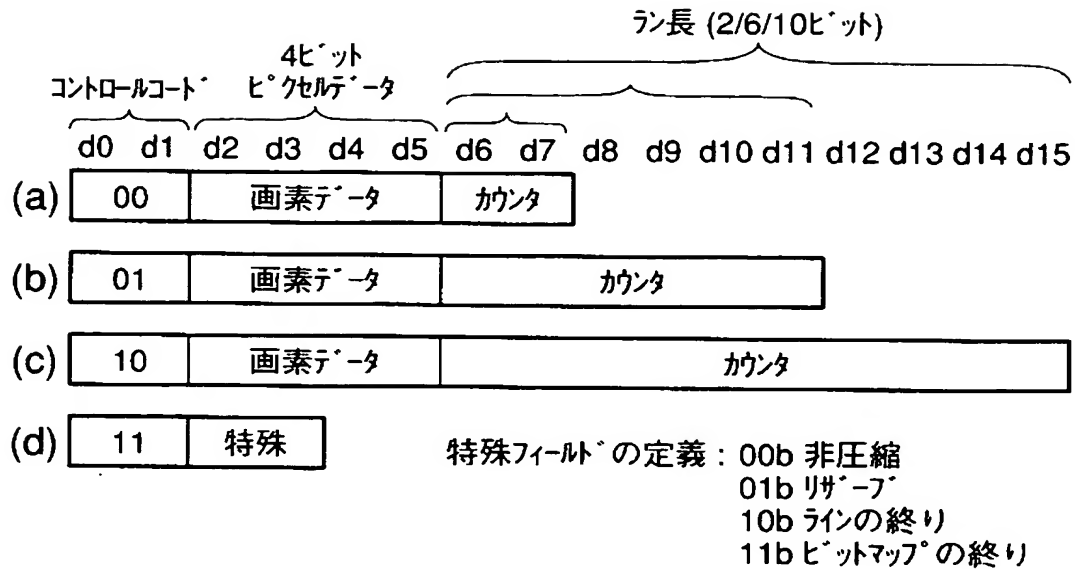 ラン長 (2/6/10ビット)
4ビット
コントロールコード ピクセルデータ
d0 d1 d2 d3 d4 d5 d6 d7 d8 d9 d10 d11 d12 d13 d14 d15
(a) 00 画素データ カウンタ
(b) 01 画素データ カウンタ
(c) 10 画素データ カウンタ
(d) 11 特殊
特殊フィールドの定義 : 00b 非圧縮
01b リザーブ
10b ラインの終り
11b ビットマップの終り